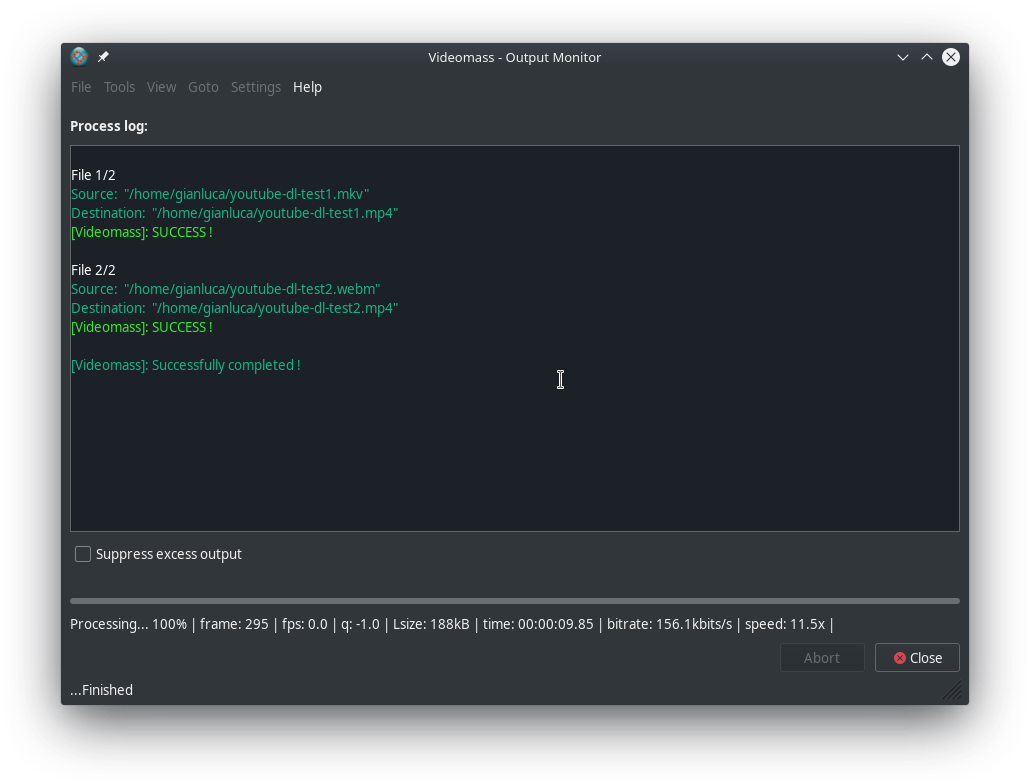 Videomass - Output Monitor
File Tools View Goto Settings Help
Process log:
File 1/2
Source:  "/home/gianluca/youtube-dl-test1.mkv"
Destination:  "/home/gianluca/youtube-dl-test1.mp4"
[Videomass]: SUCCESS !
File 2/2
Source:  "/home/gianluca/youtube-dl-test2.webm"
Destination:  "/home/gianluca/youtube-dl-test2.mp4"
[Videomass]: SUCCESS !
[Videomass]: Successfully completed !
Suppress excess output
Processing... 100% | frame: 295 | fps: 0.0 | q: -1.0 | Lsize: 188kB | time: 00:00:09.85 | bitrate: 156.1kbits/s | speed: 11.5x |
Abort Close
...Finished